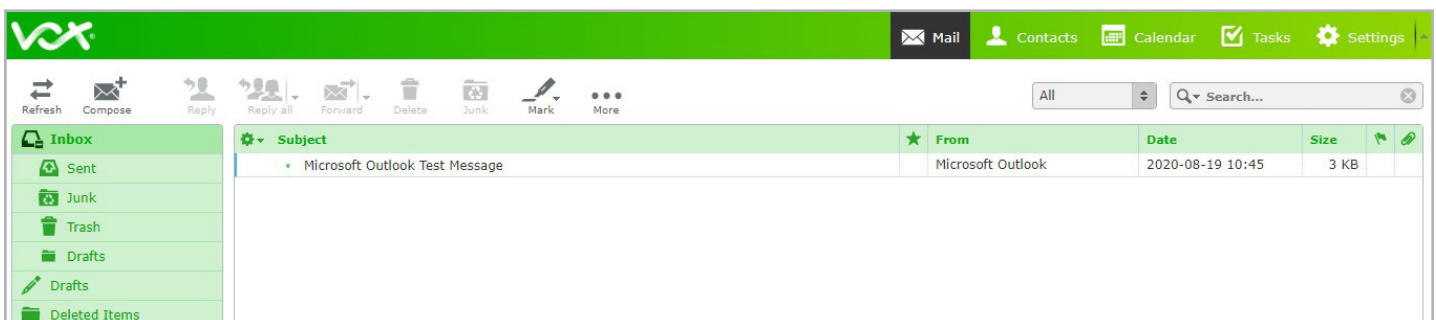 VOX
Mail Contacts Calendar Tasks Settings
Refresh Compose Reply Reply all Forward Delete Junk Mark More
All Search...
Inbox
Subject From Date Size
Sent
Microsoft Outlook Test Message Microsoft Outlook 2020-08-19 10:45 3 KB
Junk
Trash
Drafts
Drafts
Deleted Items